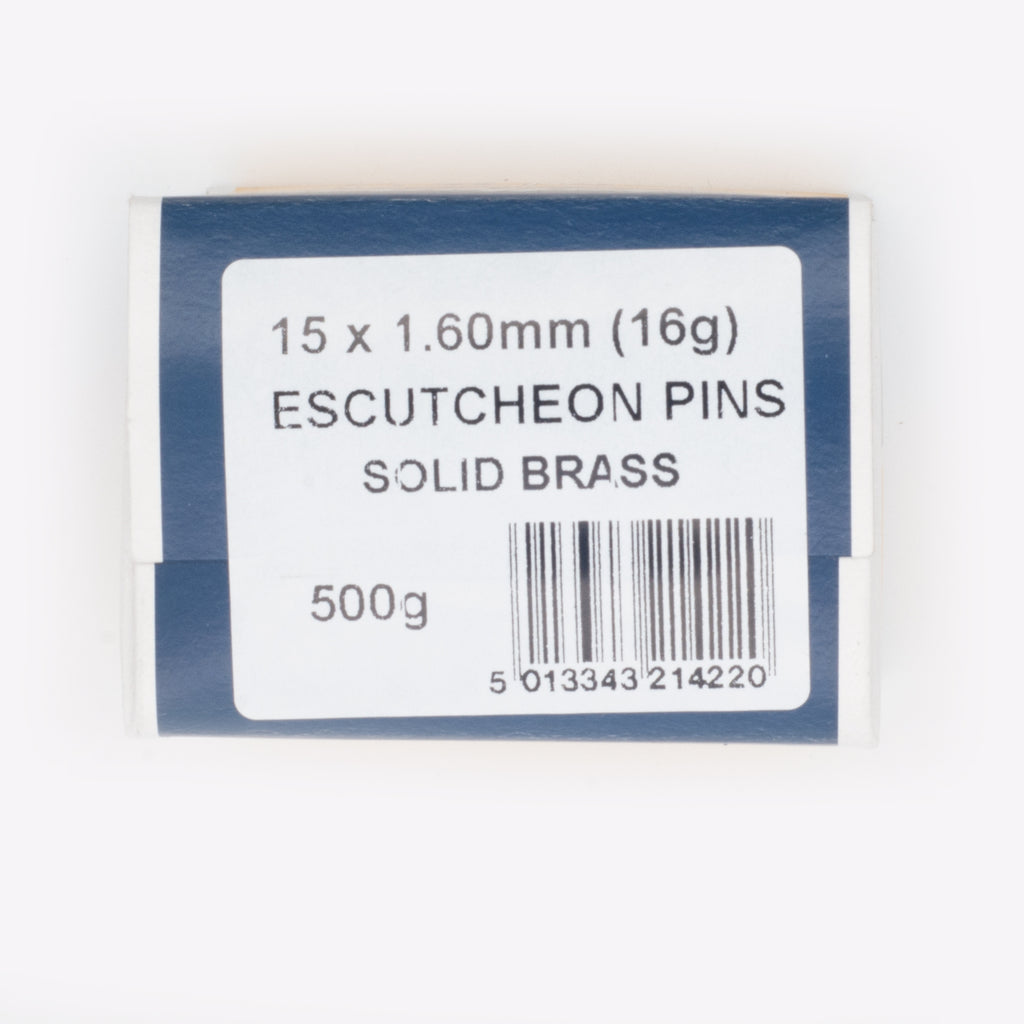 15 x 1.60mm (16g)
ESCUTCHEON PINS
SOLID BRASS
500g
5 013343 214220